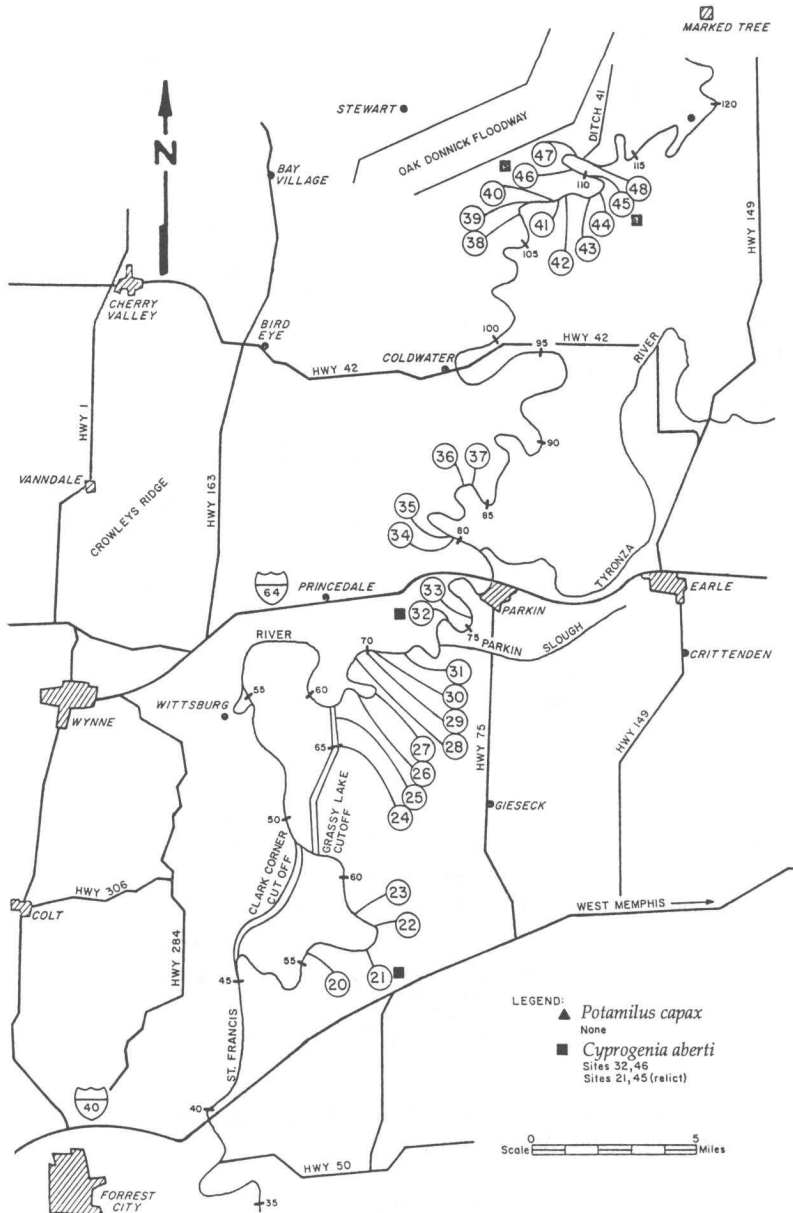 MARKED TREE
120
STEWART
DITCH 41
OAK DONNICK FLOODWAY
N
BAY
VILLAGE
47
115
46
110
48
40
45
39
44
41
43
38
42
105
HWY 149
CHERRY
VALLEY
BIRD
EYE
100
HWY 42
95
RIVER
COLDWATER
HWY 42
HWY 1
90
36
37
VANNDALE
CROWLEYS RIDGE
HWY 163
85
35
80
34
TYRONZA
64
PRINCEDALE
33
PARKIN
EARLE
32
75
RIVER
70
PARKIN
SLOUGH
31
CRITTENDEN
30
55
60
29
WITTSBURG
28
WYNNE
27
65
26
HWY 75
HWY 149
25
24
50
GRASSY LAKE
CUTOFF
GIESECK
CLARK CORNER
CUT OFF
60
HWY 306
23
WEST MEMPHIS
COLT
22
HWY 284
55
20
21
45
LEGEND:
Potamilus capax
None
Cyprogenia aberti
Sites 32,46
Sites 21,45 (relict)
ST. FRANCIS
40
40
0
5
Scale
Miles
HWY 50
FORREST
CITY
35